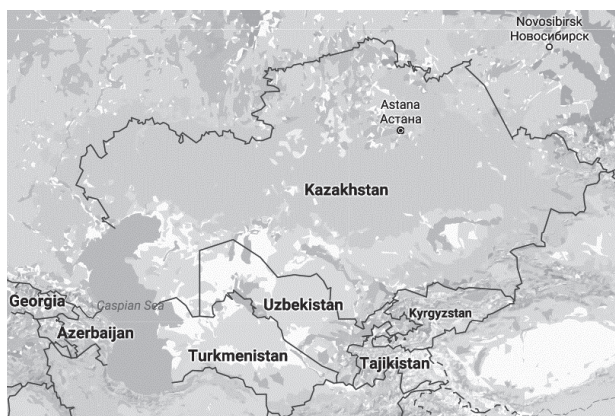 Novosibirsk
Новосибирск
Astana
Астана
Kazakhstan
Georgia
Caspian Sea
Uzbekistan
Kyrgyzstan
Azerbaijan
Turkmenistan
Tajikistan